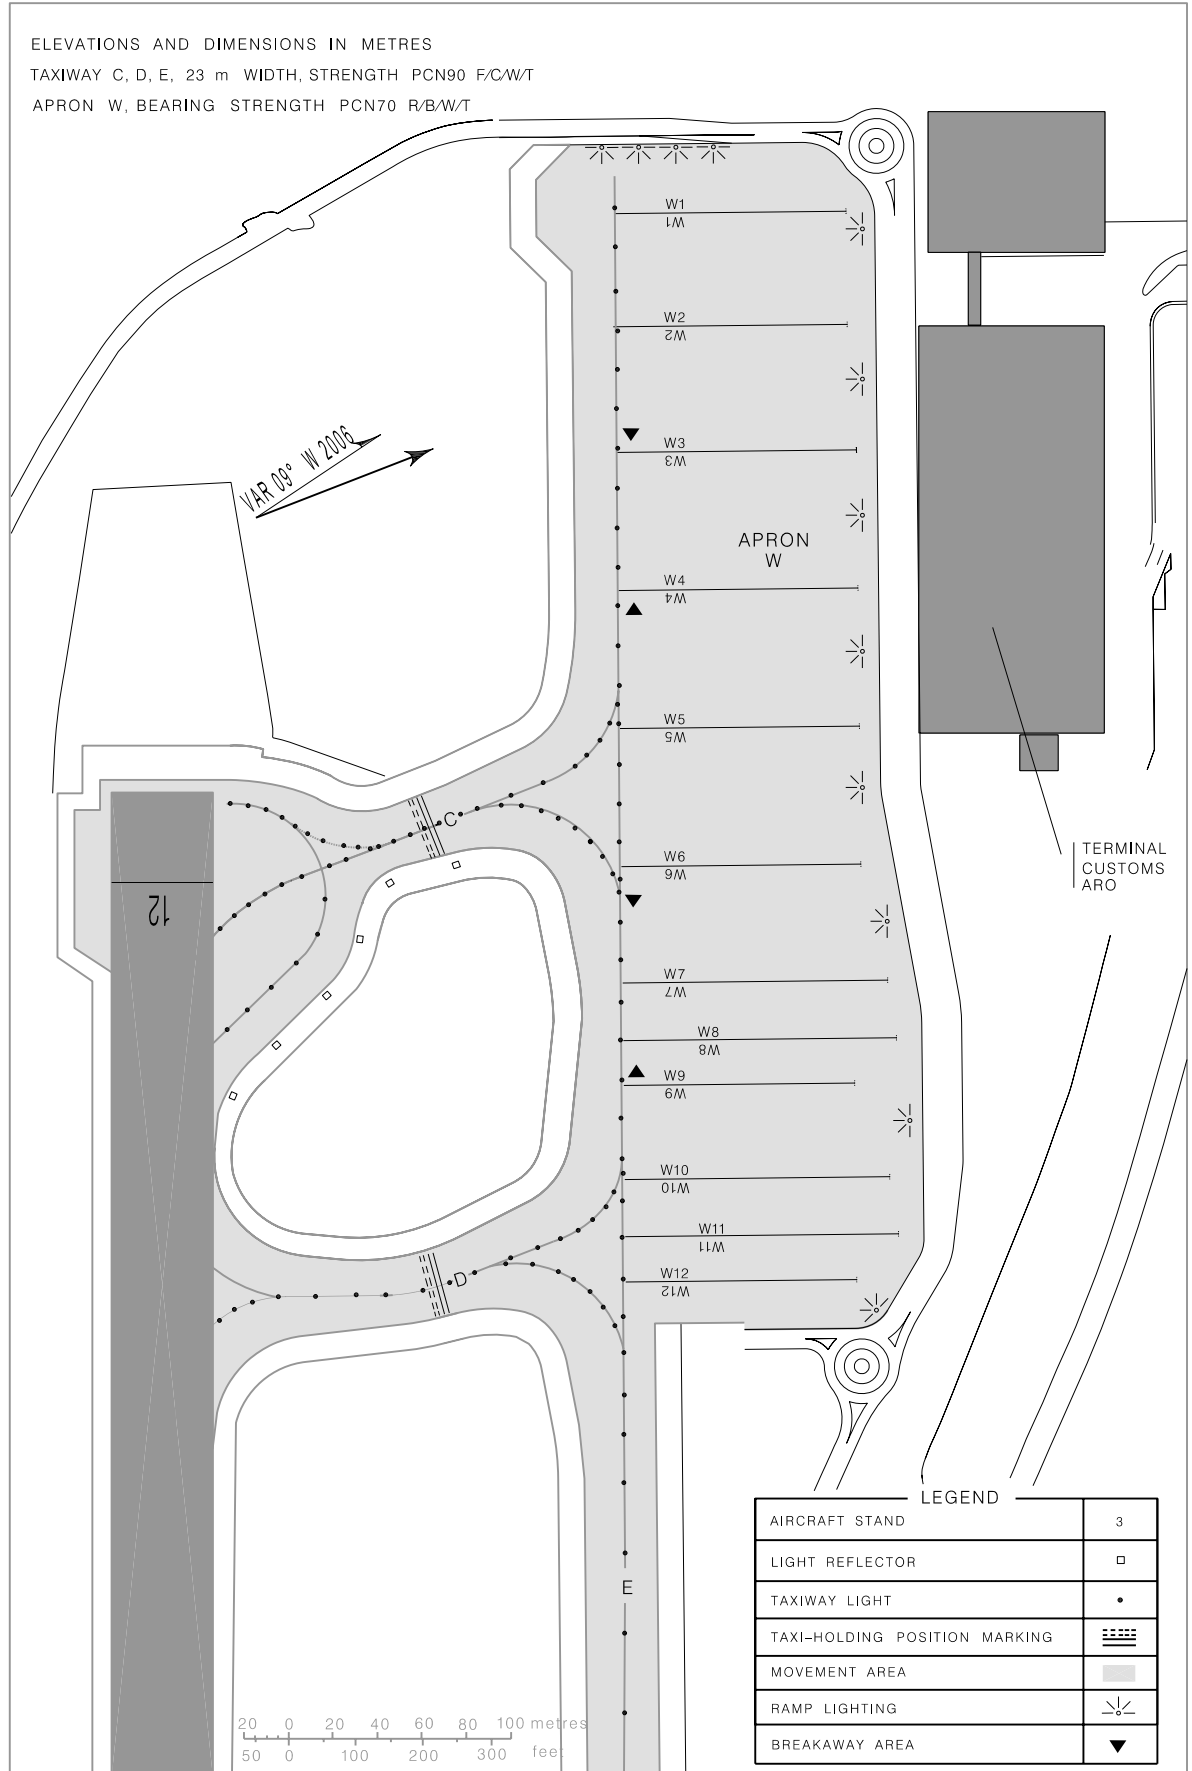 ELEVATIONS AND DIMENSIONS IN METRES
TAXIWAY C, D, E, 23 m WIDTH, STRENGTH PCN90 F/C/W/T
APRON W, BEARING STRENGTH PCN70 R/B/W/T
W1
W1
W2
W2
VAR 09° W 2006
W3
W3
APRON
W
W4
W4
W5
W5
C
TERMINAL
CUSTOMS
ARO
W6
W6
12
W7
W7
W8
W8
W9
W9
W10
W10
W11
W11
D
W12
W12
E
LEGEND
AIRCRAFT STAND 3
LIGHT REFLECTOR
TAXIWAY LIGHT
TAXI-HOLDING POSITION MARKING
MOVEMENT AREA
RAMP LIGHTING
BREAKAWAY AREA
20 0 20 40 60 80 100 metres
50 0 100 200 300 feet